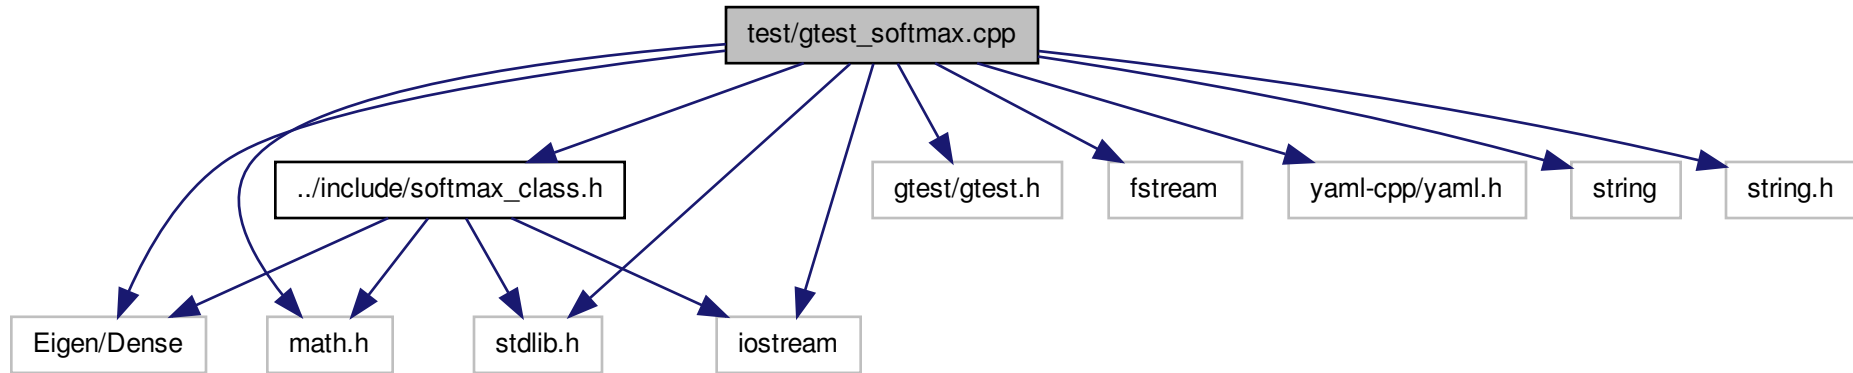 test/gtest_softmax.cpp
../include/softmax_class.h
gtest/gtest.h
fstream
yaml-cpp/yaml.h
string
string.h
Eigen/Dense
math.h
stdlib.h
iostream